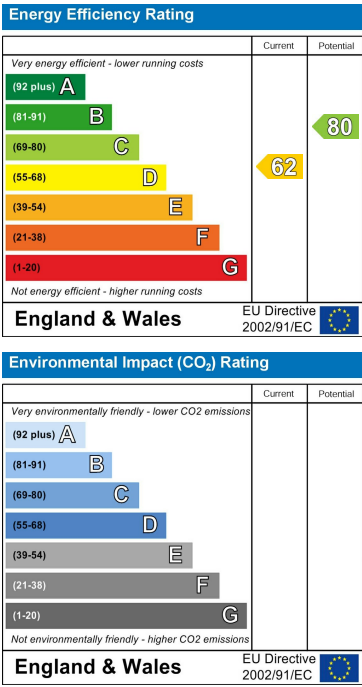 Energy Efficiency Rating
Current Potential
Very energy efficient - lower running costs
(92 plus) A
(81-91) B
(69-80) C
(55-68) D
(39-54) E
(21-38) F
(1-20) G
62
80
Not energy efficient - higher running costs
England & Wales
EU Directive
2002/91/EC
Environmental Impact (CO₂) Rating
Current Potential
Very environmentally friendly - lower CO2 emissions
(92 plus) A
(81-91) B
(69-80) C
(55-68) D
(39-54) E
(21-38) F
(1-20) G
Not environmentally friendly - higher CO2 emissions
England & Wales
EU Directive
2002/91/EC